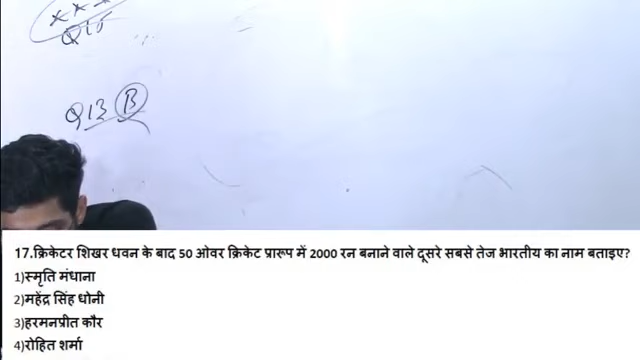 ***
Q15
Q13 B
17.क्रिकेटर शिखर धवन के बाद 50 ओवर क्रिकेट प्रारूप में 2000 रन बनाने वाले दूसरे सबसे तेज भारतीय का नाम बताइए?
1)स्मृति मंधाना
2)महेंद्र सिंह धोनी
3)हरमनप्रीत कौर
4)रोहित शर्मा